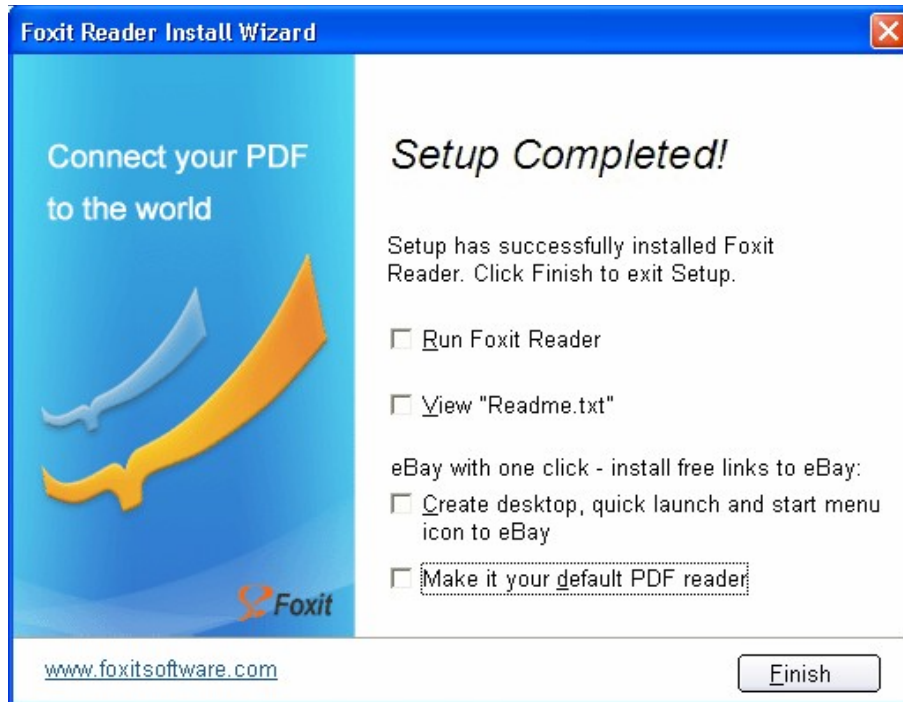 Foxit Reader Install Wizard
Connect your PDF
to the world
Setup Completed!
Setup has successfully installed Foxit
Reader. Click Finish to exit Setup.
Run Foxit Reader
View "Readme.txt"
eBay with one click - install free links to eBay:
Create desktop, quick launch and start menu
icon to eBay
Make it your default PDF reader
Foxit
www.foxitsoftware.com
Finish